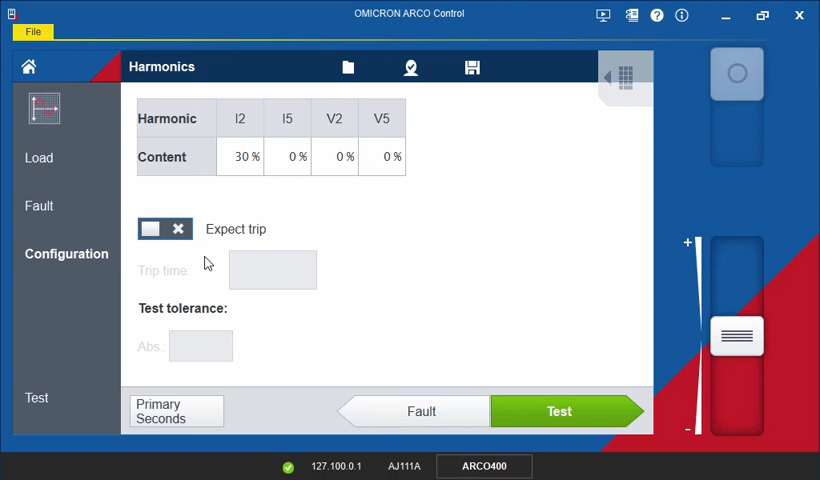 OMICRON ARCO Control
File
Harmonics
Harmonic I2 I5 V2 V5
Content 30 % 0 % 0 % 0 %
Load
Fault
Configuration
Test
Expect trip
Trip time:
Test tolerance:
Abs.:
Primary
Seconds
Fault
Test
+
-
127.100.0.1 AJ111A ARCO400